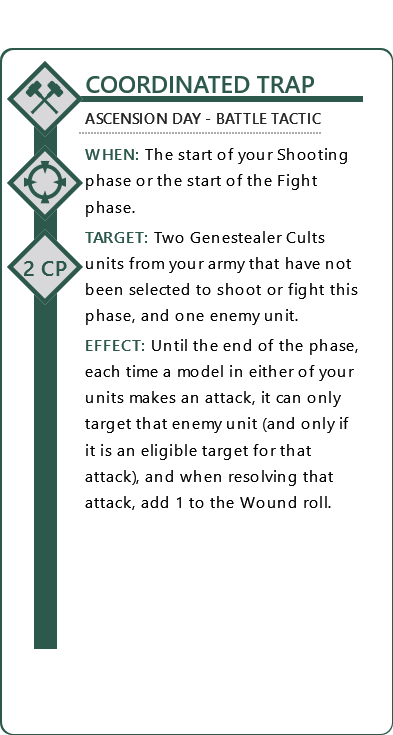 COORDINATED TRAP
ASCENSION DAY - BATTLE TACTIC
WHEN: The start of your Shooting
phase or the start of the Fight
phase.
2 CP
TARGET: Two Genestealer Cults
units from your army that have not
been selected to shoot or fight this
phase, and one enemy unit.
EFFECT: Until the end of the phase,
each time a model in either of your
units makes an attack, it can only
target that enemy unit (and only if
it is an eligible target for that
attack), and when resolving that
attack, add 1 to the Wound roll.